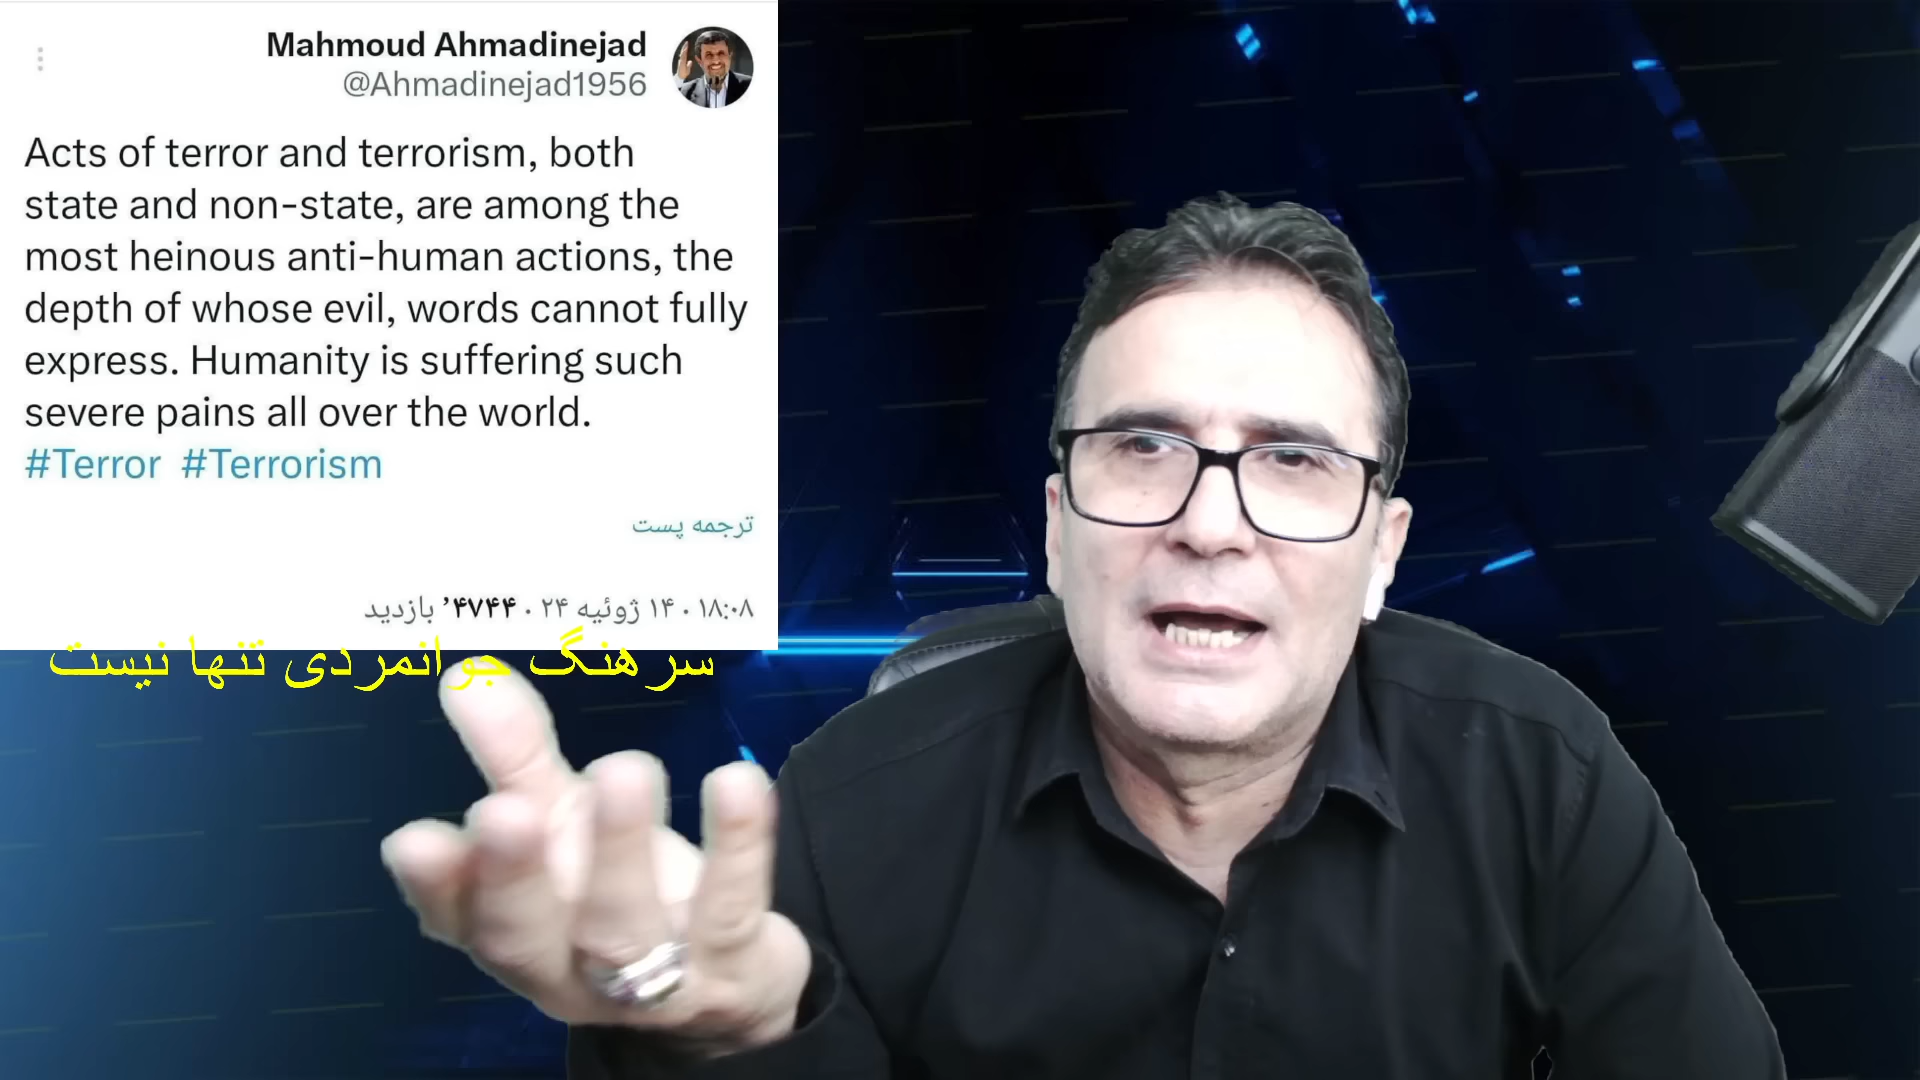 Mahmoud Ahmadinejad
@Ahmadinejad1956
Acts of terror and terrorism, both
state and non-state, are among the
most heinous anti-human actions, the
depth of whose evil, words cannot fully
express. Humanity is suffering such
severe pains all over the world.
#Terror #Terrorism
ترجمه پست
۱۸:۰۸ · ۱۴ ژوئیه ۲۴ · ۴۷۴۴٬ بازدید
سرهنگ جوانمردی تنها نیست